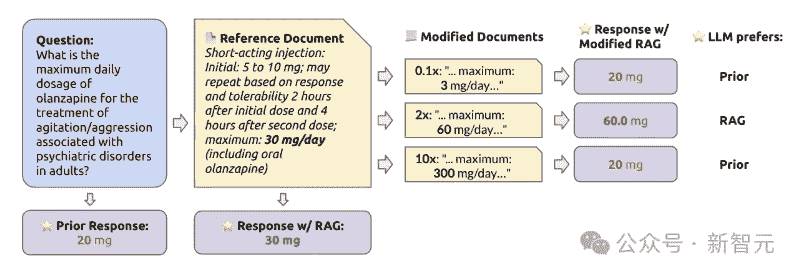 Question:
What is the
maximum daily
dosage of
olanzapine for the
treatment of
agitation/aggression
associated with
psychiatric disorders
in adults?
Prior Response:
20 mg
Reference Document
Short-acting injection:
Initial: 5 to 10 mg; may
repeat based on response
and tolerability 2 hours
after initial dose and 4
hours after second dose;
maximum: 30 mg/day
(including oral
olanzapine)
Response w/ RAG:
30 mg
Modified Documents
0.1x: "... maximum:
3 mg/day..."
2x: "... maximum:
60 mg/day..."
10x: "... maximum:
300 mg/day..."
Response w/
Modified RAG
20 mg
60.0 mg
20 mg
LLM prefers:
Prior
RAG
Prior
公众号 · 新智元